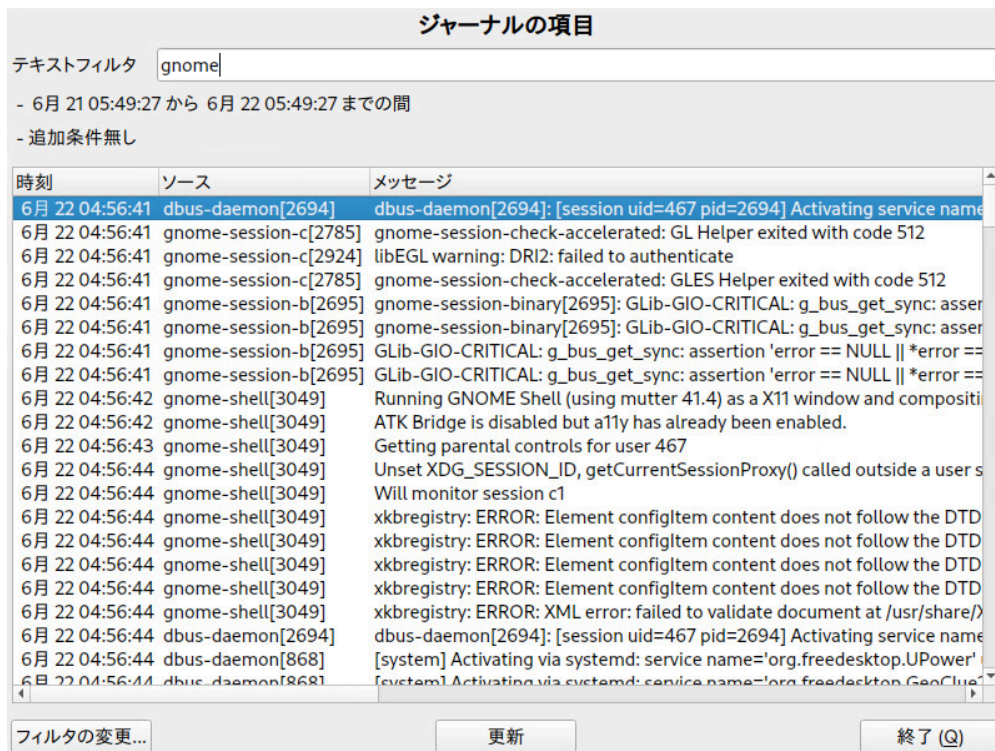 ジャーナルの項目
テキストフィルタ gnome
- 6月 21 05:49:27 から 6月 22 05:49:27 までの間
- 追加条件無し
時刻 ソース メッセージ
6月 22 04:56:41 dbus-daemon[2694] dbus-daemon[2694]: [session uid=467 pid=2694] Activating service name
6月 22 04:56:41 gnome-session-c[2785] gnome-session-check-accelerated: GL Helper exited with code 512
6月 22 04:56:41 gnome-session-c[2924] libEGL warning: DRI2: failed to authenticate
6月 22 04:56:41 gnome-session-c[2785] gnome-session-check-accelerated: GLES Helper exited with code 512
6月 22 04:56:41 gnome-session-b[2695] gnome-session-binary[2695]: GLib-GIO-CRITICAL: g_bus_get_sync: asser
6月 22 04:56:41 gnome-session-b[2695] gnome-session-binary[2695]: GLib-GIO-CRITICAL: g_bus_get_sync: asser
6月 22 04:56:41 gnome-session-b[2695] GLib-GIO-CRITICAL: g_bus_get_sync: assertion 'error == NULL || *error ==
6月 22 04:56:41 gnome-session-b[2695] GLib-GIO-CRITICAL: g_bus_get_sync: assertion 'error == NULL || *error ==
6月 22 04:56:42 gnome-shell[3049] Running GNOME Shell (using mutter 41.4) as a X11 window and compositi
6月 22 04:56:42 gnome-shell[3049] ATK Bridge is disabled but a11y has already been enabled.
6月 22 04:56:43 gnome-shell[3049] Getting parental controls for user 467
6月 22 04:56:44 gnome-shell[3049] Unset XDG_SESSION_ID, getCurrentSessionProxy() called outside a user s
6月 22 04:56:44 gnome-shell[3049] Will monitor session c1
6月 22 04:56:44 gnome-shell[3049] xkbregistry: ERROR: Element configItem content does not follow the DTD
6月 22 04:56:44 gnome-shell[3049] xkbregistry: ERROR: Element configItem content does not follow the DTD
6月 22 04:56:44 gnome-shell[3049] xkbregistry: ERROR: Element configItem content does not follow the DTD
6月 22 04:56:44 gnome-shell[3049] xkbregistry: ERROR: Element configItem content does not follow the DTD
6月 22 04:56:44 gnome-shell[3049] xkbregistry: ERROR: XML error: failed to validate document at /usr/share/X
6月 22 04:56:44 dbus-daemon[2694] dbus-daemon[2694]: [session uid=467 pid=2694] Activating service name
6月 22 04:56:44 dbus-daemon[868] [system] Activating via systemd: service name='org.freedesktop.UPower'
6月 22 04:56:44 dbus-daemon[868] [system] Activating via systemd: service name='org.freedesktop.GeoClue2
フィルタの変更... 更新 終了 (Q)